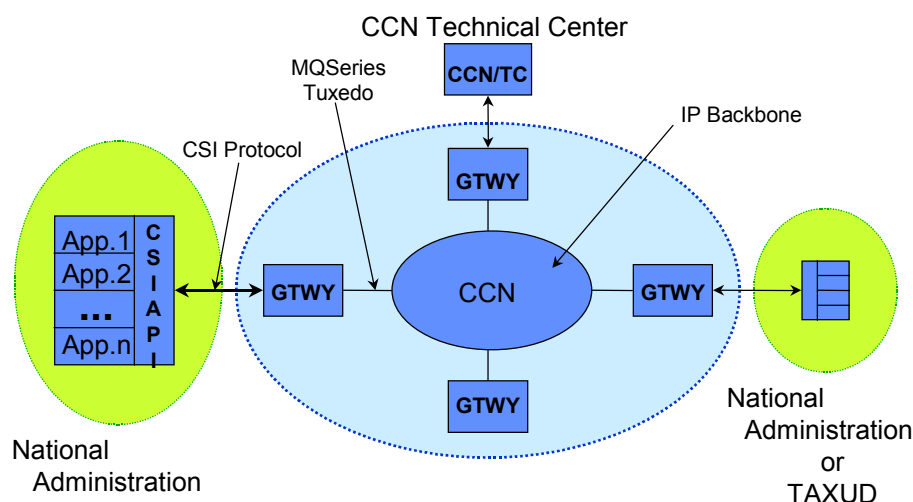 CCN Technical Center
CCN/TC
MQSeries
Tuxedo
IP Backbone
CSI Protocol
GTWY
App.1
App.2
...
App.n
C
S
I
A
P
I
GTWY
CCN
GTWY
GTWY
National
Administration
National
Administration
or
TAXUD